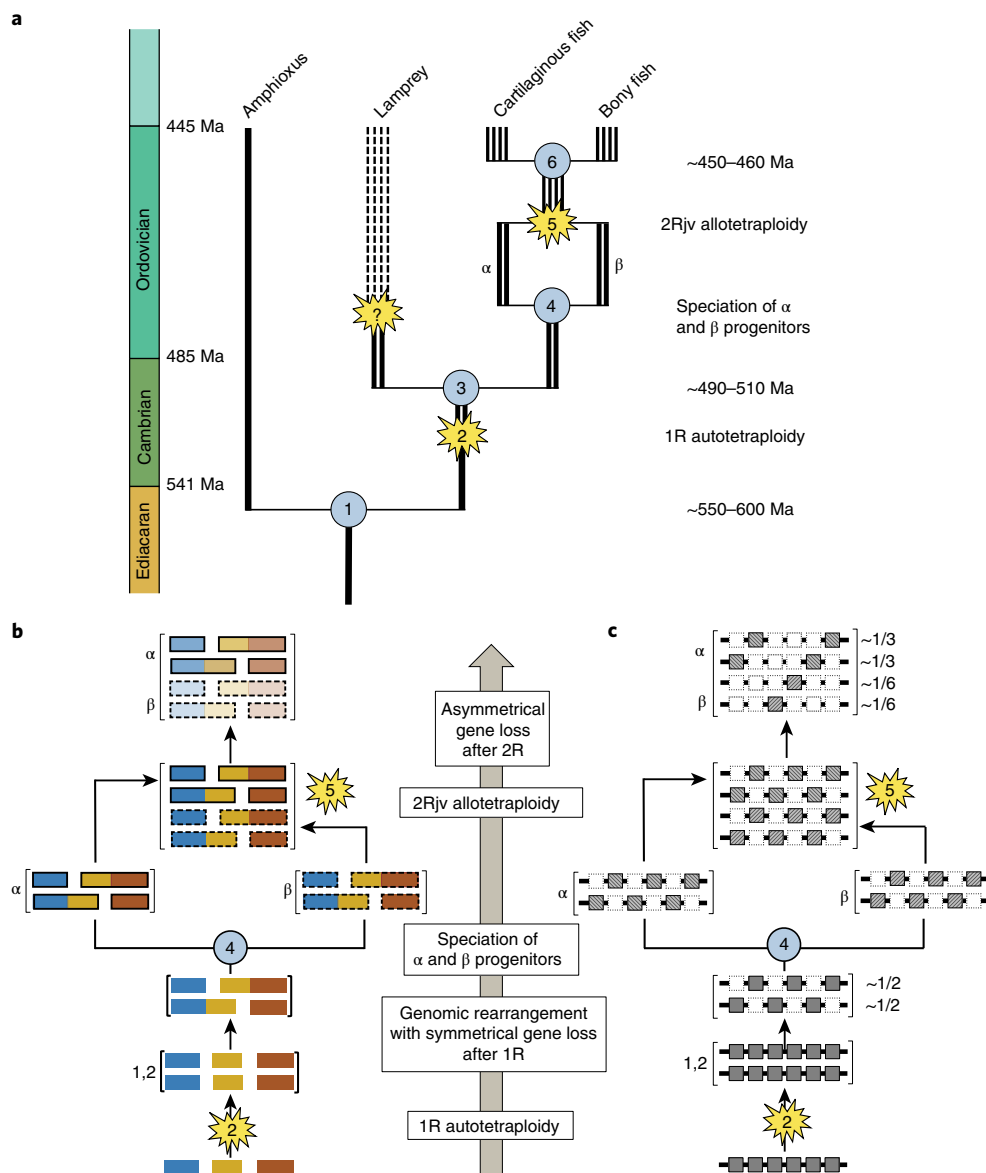 a
Amphioxus
Lamprey
Cartilaginous fish
Bony fish
445 Ma
Ordovician
485 Ma
Cambrian
541 Ma
Ediacaran
6
~450–460 Ma
5
2Rjv allotetraploidy
α
β
?
4
Speciation of α
and β progenitors
3
~490–510 Ma
2
1R autotetraploidy
1
~550–600 Ma
b
α
β
5
α
β
4
1,2
2
Asymmetrical
gene loss
after 2R
2Rjv allotetraploidy
Speciation of
α and β progenitors
Genomic rearrangement
with symmetrical gene loss
after 1R
1R autotetraploidy
c
α
β
~1/3
~1/3
~1/6
~1/6
5
α
β
4
~1/2
~1/2
1,2
2